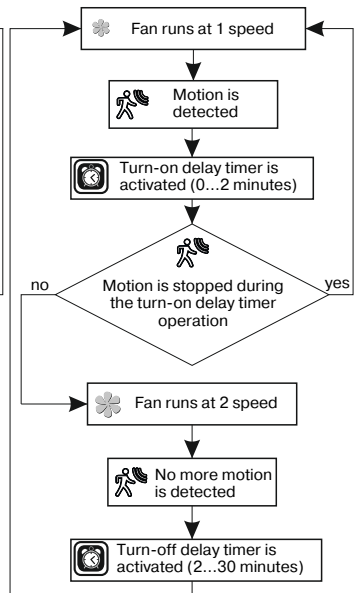 Fan runs at 1 speed
Motion is
detected
Turn-on delay timer is
activated (0...2 minutes)
no
yes
Motion is stopped during
the turn-on delay timer
operation
Fan runs at 2 speed
No more motion
is detected
Turn-off delay timer is
activated (2...30 minutes)